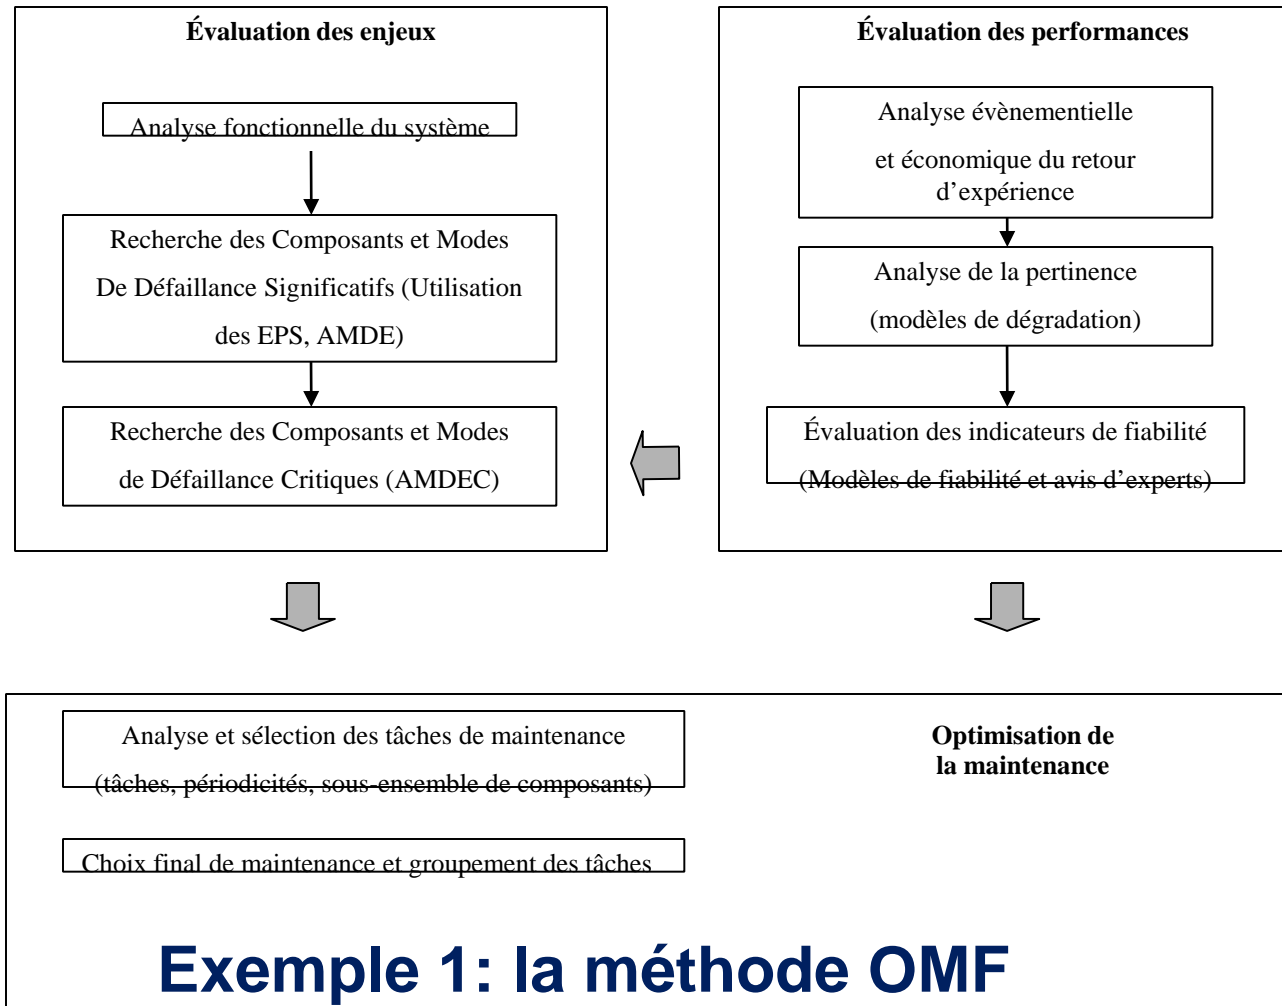 Évaluation des enjeux
Analyse fonctionnelle du système
Recherche des Composants et Modes
De Défaillance Significatifs (Utilisation
des EPS, AMDE)
Recherche des Composants et Modes
de Défaillance Critiques (AMDEC)
Évaluation des performances
Analyse évènementielle
et économique du retour
d’expérience
Analyse de la pertinence
(modèles de dégradation)
Évaluation des indicateurs de fiabilité
(Modèles de fiabilité et avis d’experts)
Analyse et sélection des tâches de maintenance
(tâches, périodicités, sous-ensemble de composants)
Choix final de maintenance et groupement des tâches
Optimisation de
la maintenance
Exemple 1: la méthode OMF